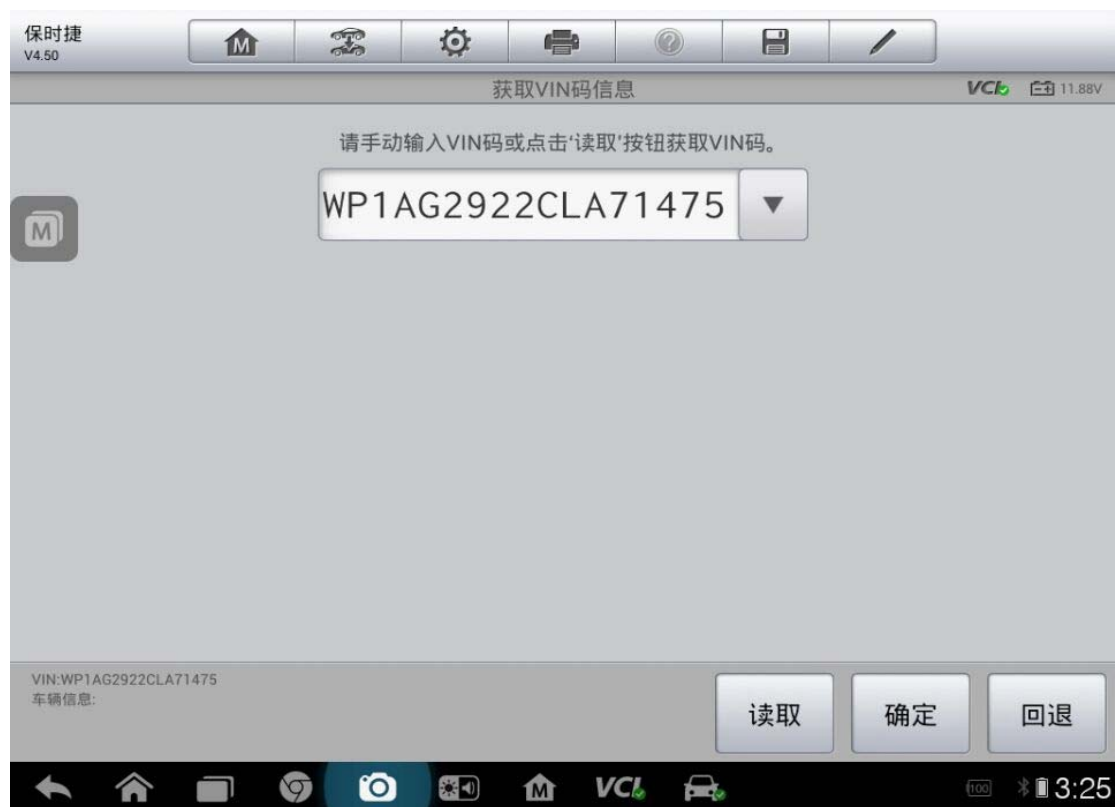 保时捷
V4.50
M
获取VIN码信息
VCI
11.88V
请手动输入VIN码或点击‘读取’按钮获取VIN码。
WP1AG2922CLA71475
M
VIN:WP1AG2922CLA71475
车辆信息:
读取
确定
回退
M
VCI
100
3:25